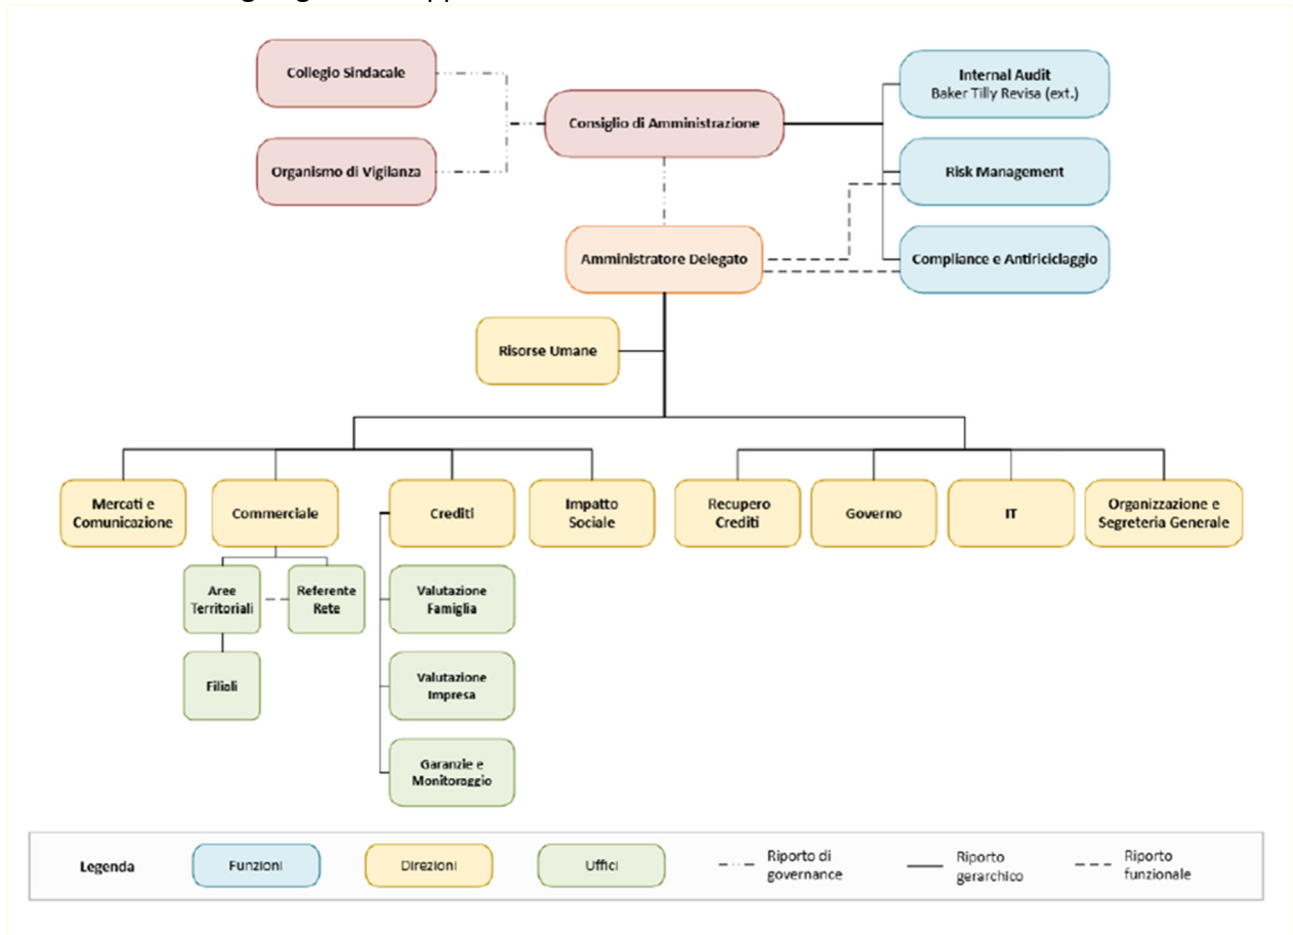 Collegio Sindacale
Organismo di Vigilanza
Consiglio di Amministrazione
Internal Audit
Baker Tilly Revisa (ext.)
Risk Management
Compliance e Antiriciclaggio
Amministratore Delegato
Risorse Umane
Mercati e
Comunicazione
Commerciale
Crediti
Impatto
Sociale
Recupero
Crediti
Governo
IT
Organizzazione e
Segreteria Generale
Aree
Territoriali
Referente
Rete
Filiali
Valutazione
Famiglia
Valutazione
Impresa
Garanzie e
Monitoraggio
Legenda
Funzioni
Direzioni
Uffici
Riporto di
governance
Riporto
gerarchico
Riporto
funzionale